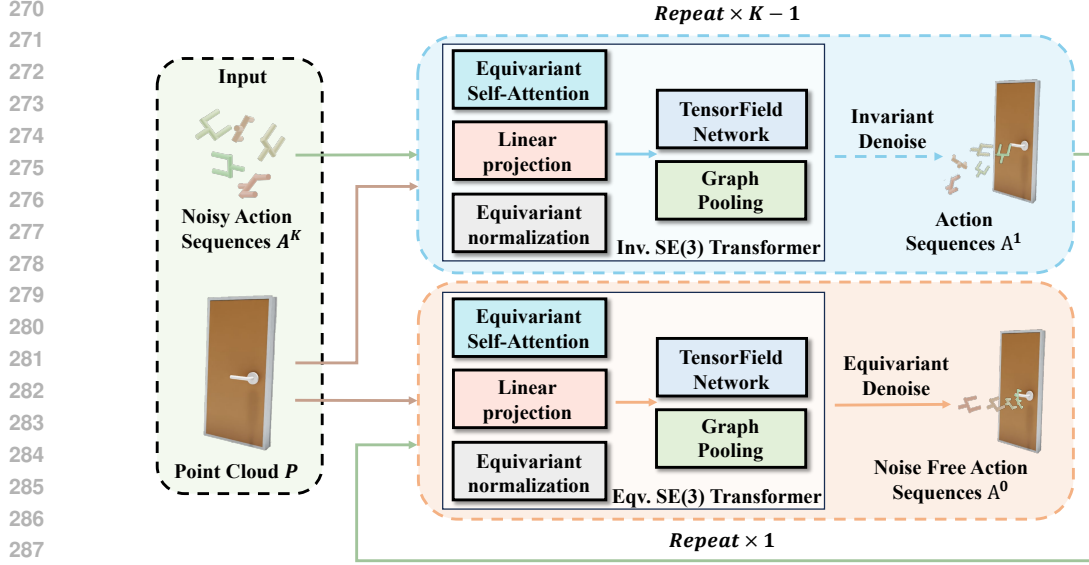 270
271
272
273
274
275
276
277
278
279
280
281
282
283
284
285
286
287
Input
Noisy Action
Sequences A^K
Point Cloud P
Repeat × K − 1
Equivariant
Self-Attention
Linear
projection
Equivariant
normalization
TensorField
Network
Graph
Pooling
Inv. SE(3) Transformer
Invariant
Denoise
Action
Sequences A^1
Equivariant
Self-Attention
Linear
projection
Equivariant
normalization
TensorField
Network
Graph
Pooling
Eqv. SE(3) Transformer
Equivariant
Denoise
Noise Free Action
Sequences A^0
Repeat × 1